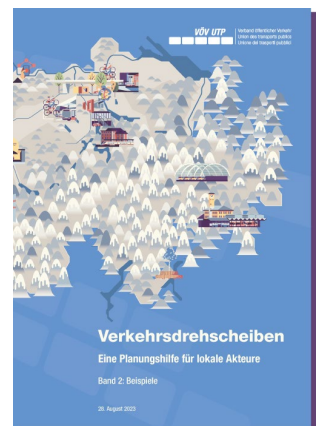 VÖV UTP
Verband öffentlicher Verkehr
Union des transports publics
Unione dei trasporti pubblici
Verkehrsdrehscheiben
Eine Planungshilfe für lokale Akteure
Band 2: Beispiele
28. August 2023